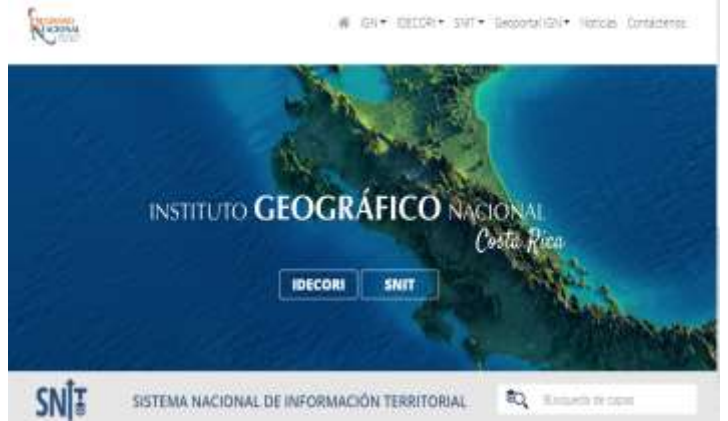 NACIONAL
IGN IDECORI SNIT Geoportal IGN Noticias Contáctenos
INSTITUTO GEOGRÁFICO NACIONAL
Costa Rica
IDECORI SNIT
SNIT SISTEMA NACIONAL DE INFORMACIÓN TERRITORIAL Búsqueda de capas